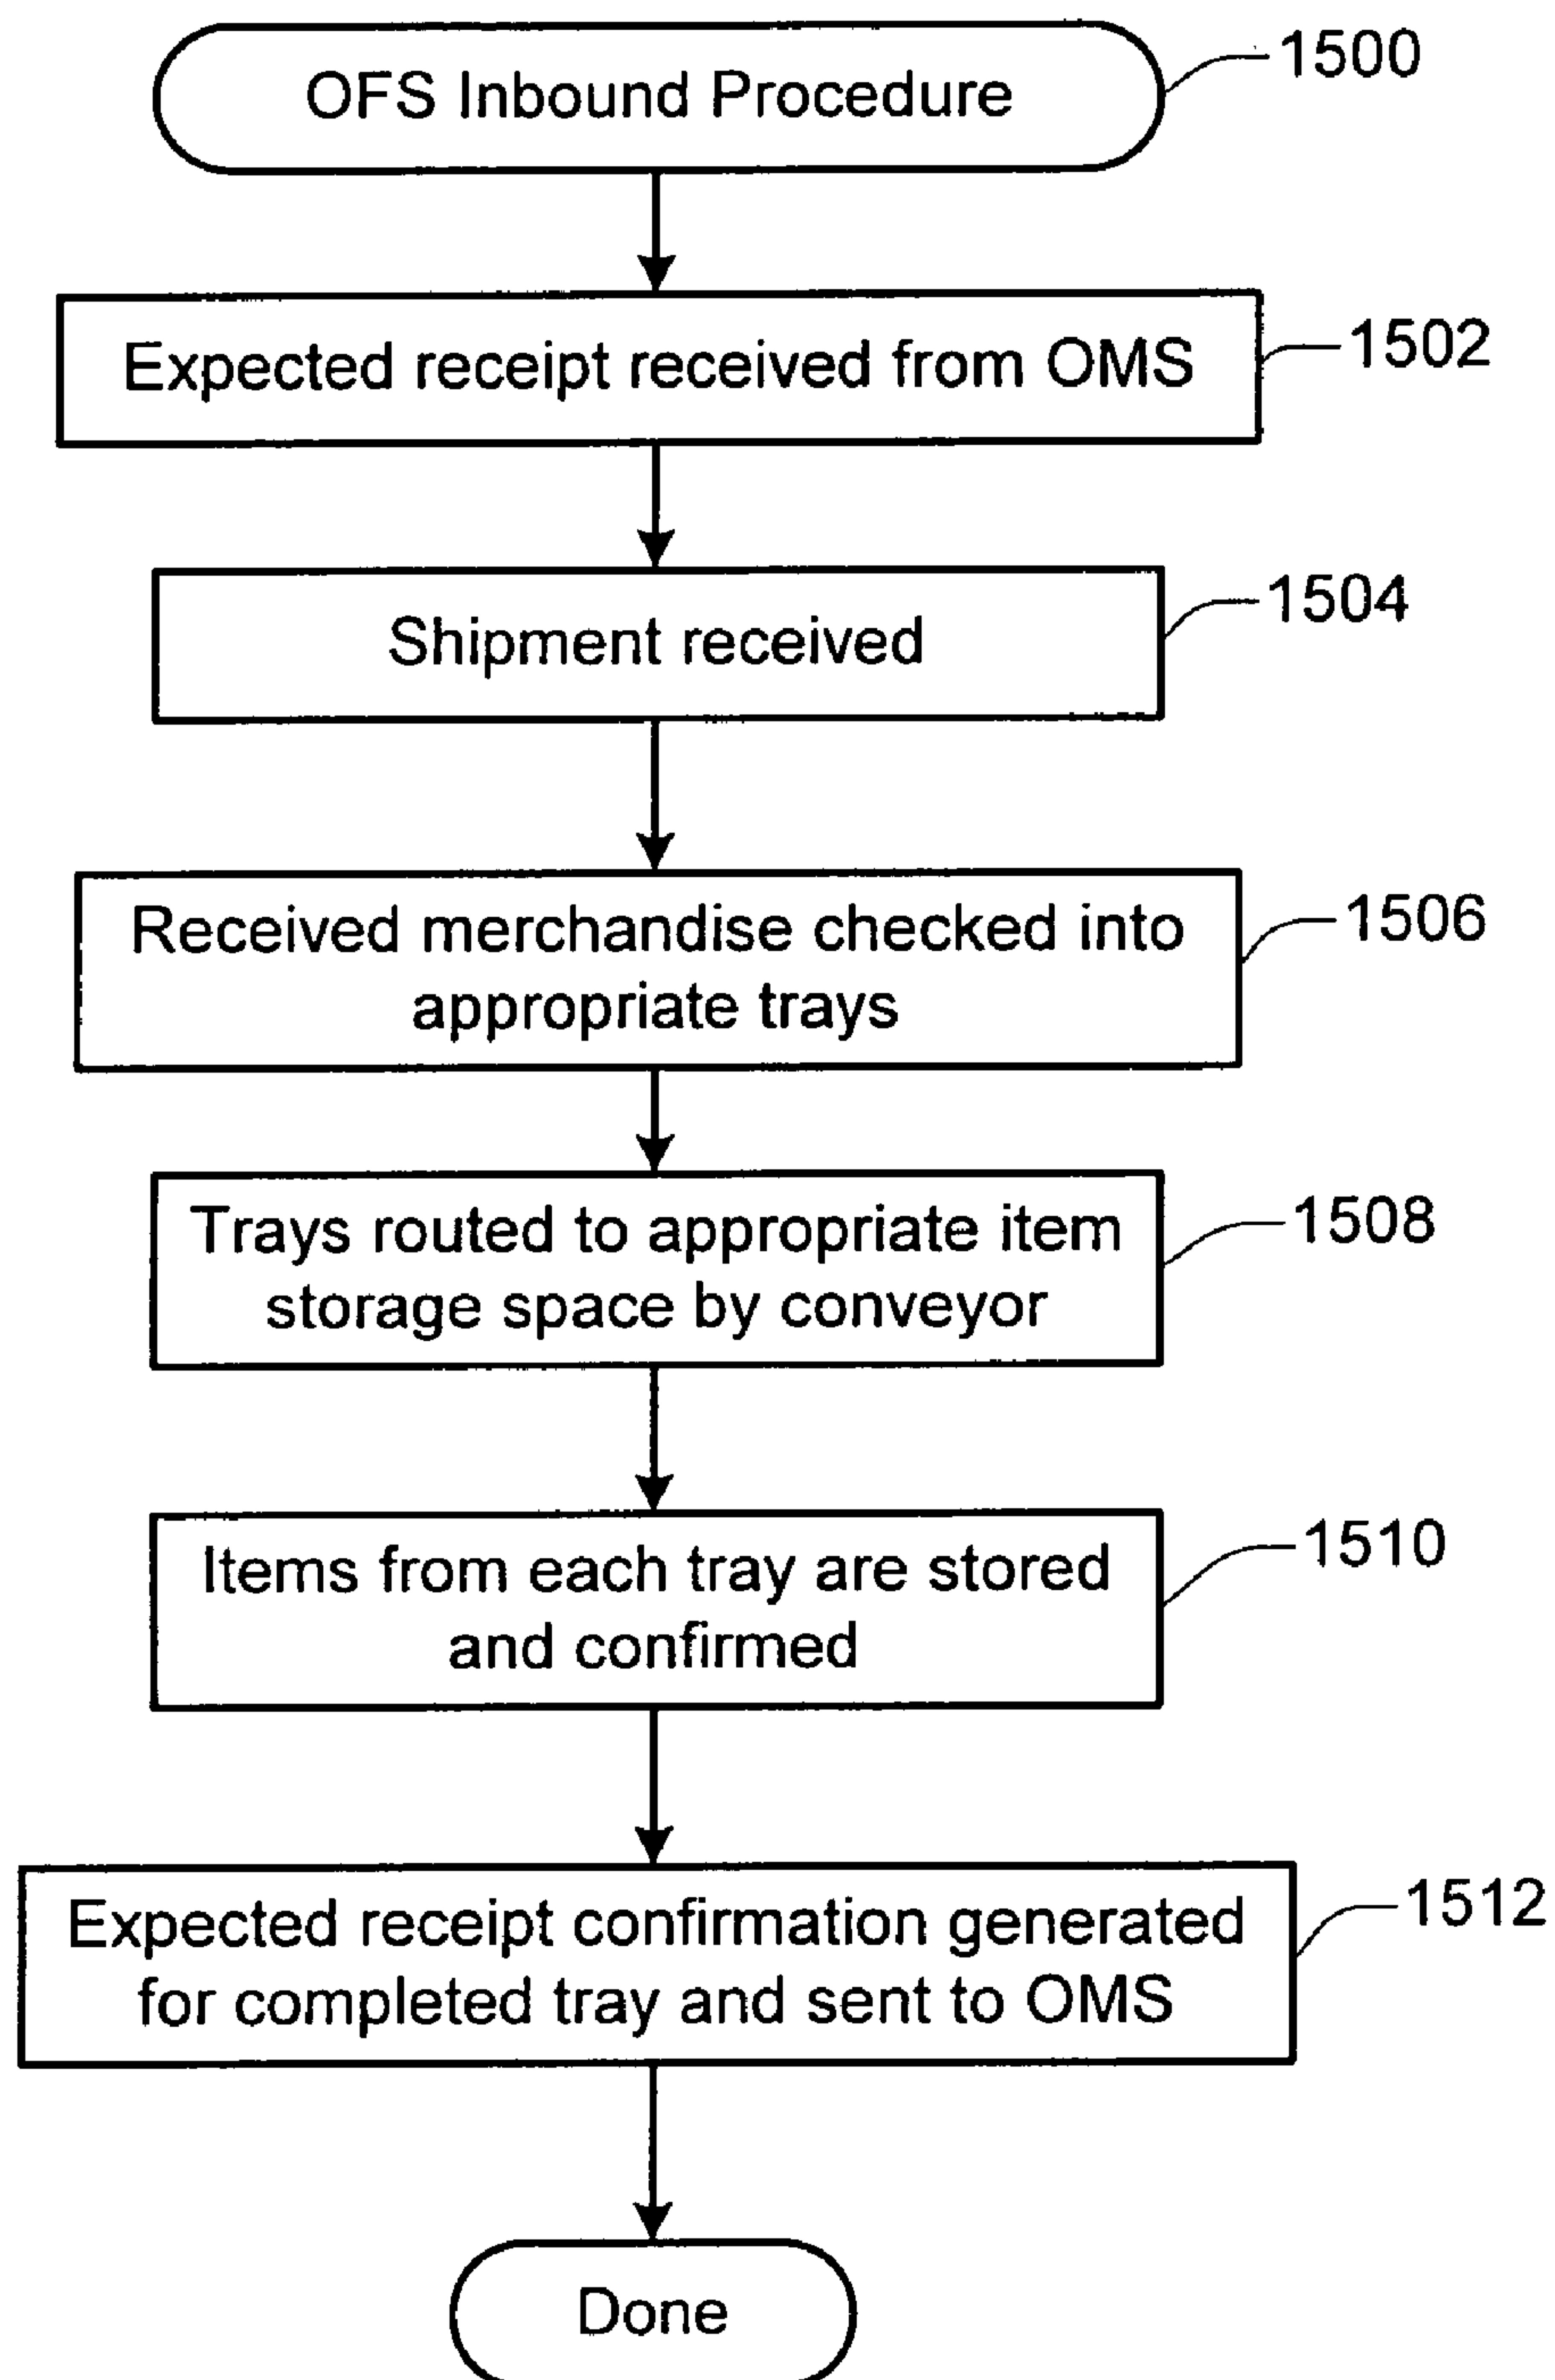 OFS Inbound Procedure
1500
Expected receipt received from OMS
1502
Shipment received
1504
Received merchandise checked into
appropriate trays
1506
Trays routed to appropriate item
storage space by conveyor
1508
Items from each tray are stored
and confirmed
1510
Expected receipt confirmation generated
for completed tray and sent to OMS
1512
Done